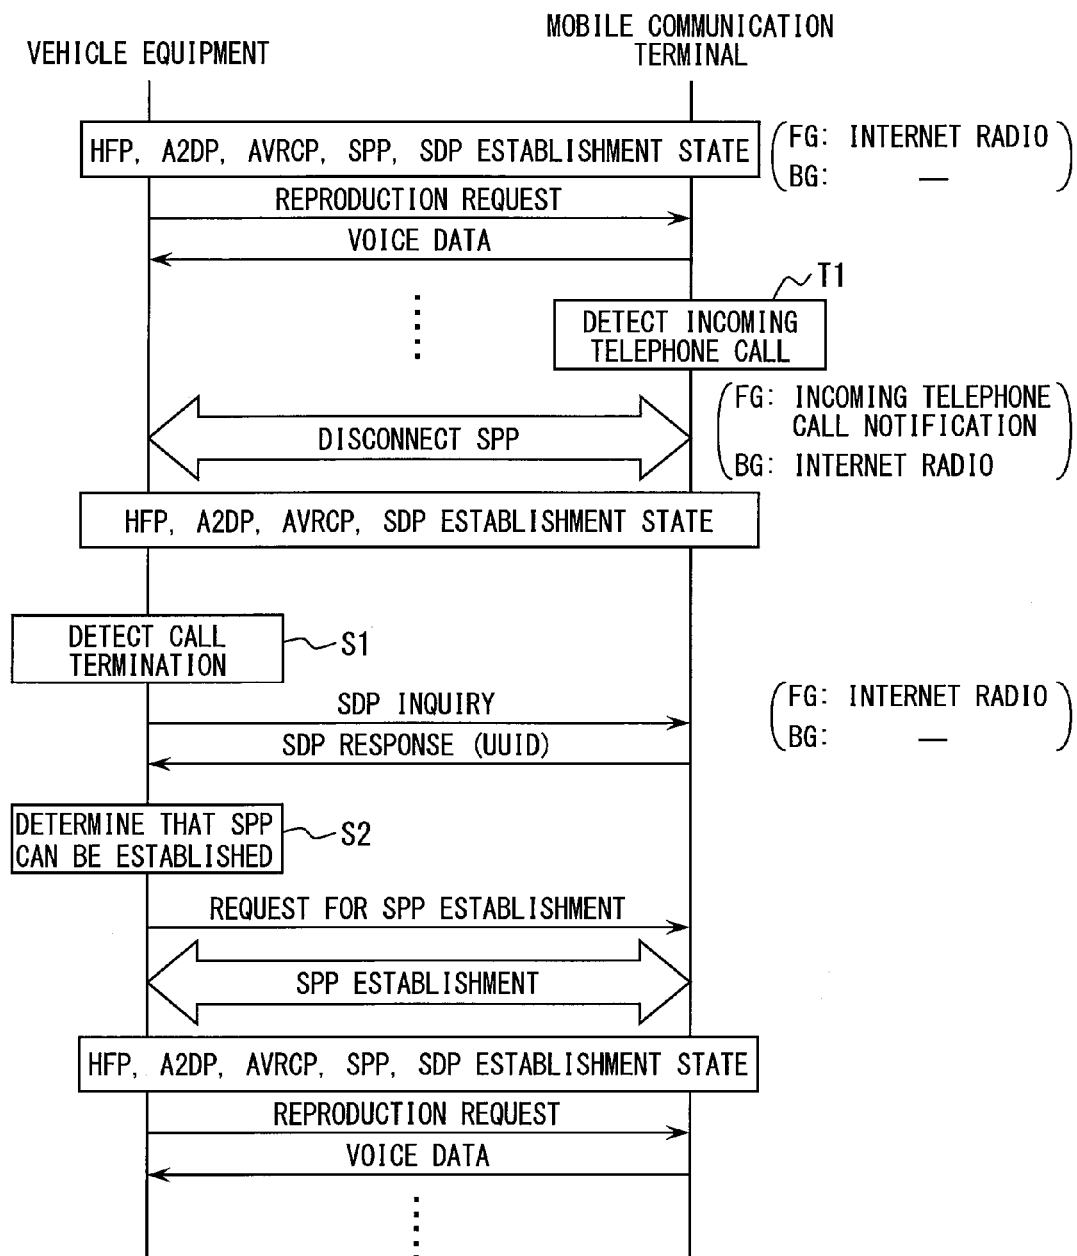 VEHICLE EQUIPMENT
MOBILE COMMUNICATION
TERMINAL
HFP, A2DP, AVRCP, SPP, SDP ESTABLISHMENT STATE
FG: INTERNET RADIO
BG: —
REPRODUCTION REQUEST
VOICE DATA
T1
DETECT INCOMING
TELEPHONE CALL
FG: INCOMING TELEPHONE
CALL NOTIFICATION
BG: INTERNET RADIO
DISCONNECT SPP
HFP, A2DP, AVRCP, SDP ESTABLISHMENT STATE
DETECT CALL
TERMINATION
S1
SDP INQUIRY
FG: INTERNET RADIO
SDP RESPONSE (UUID)
BG: —
DETERMINE THAT SPP
CAN BE ESTABLISHED
S2
REQUEST FOR SPP ESTABLISHMENT
SPP ESTABLISHMENT
HFP, A2DP, AVRCP, SPP, SDP ESTABLISHMENT STATE
REPRODUCTION REQUEST
VOICE DATA